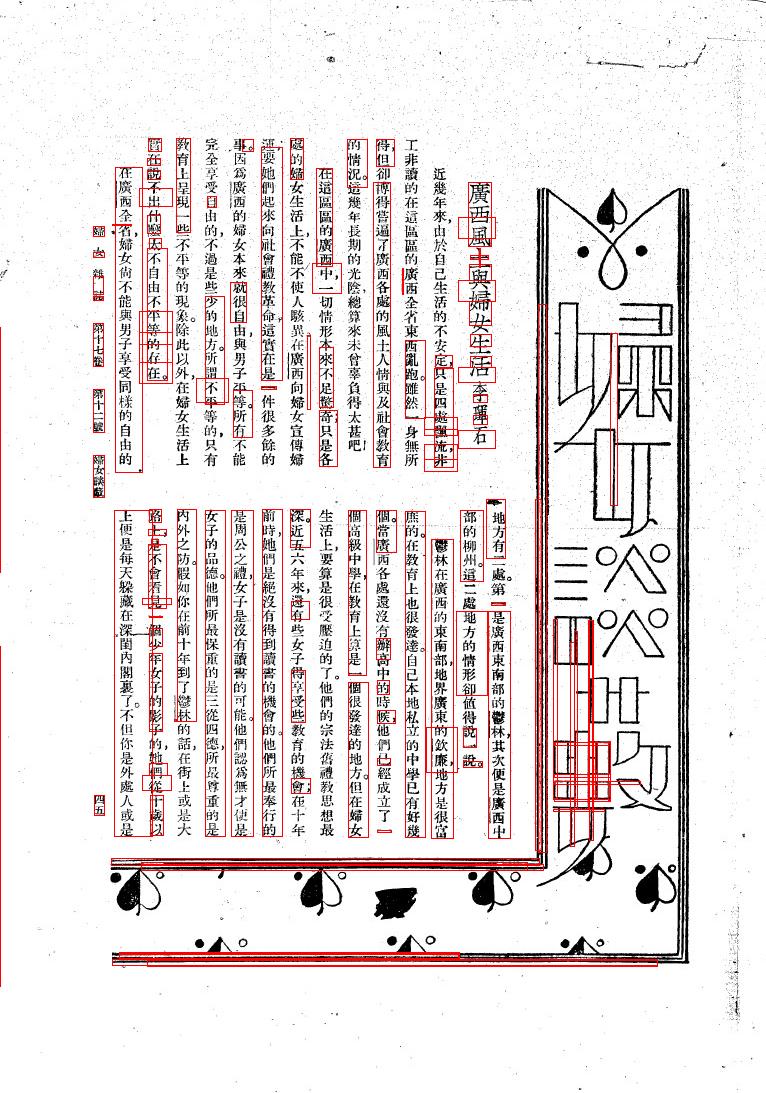 婦女談藪
廣西風土與婦女生活 李瑞石
近幾年來由於自己生活的不安定只是四處飄流,非
工非讀的在這區區的廣西全省東西亂跑。雖然一身無所
得,但卻博得嘗遍了廣西各處的風土人情與及社會教育
的情況。這幾年長期的光陰總算來未曾辜負得太甚吧!
在這區區的廣西中,一切情形本來不足驚奇,只是各
處的婦女生活上,不能不使人駭異。在廣西向婦女宣傳婦
運,要她們起來向社會禮教革命,這實在是一件很多餘的
事。因爲廣西的婦女本來就很自由,與男子平等。所有不能
完全享受自由的,不過是些少的地方。所謂不平等的,只有
教育上呈現一些不平等的現象。除此以外,在婦女生活上
實在說不出什麼太不自由不平等的存在。
在廣西全省婦女尙不能與男子享受同樣的自由的
地方有二處。第一是廣西東南部的鬱林,其次便是廣西中
部的柳州。這二處地方的情形卻值得說一說。
鬱林在廣西的東南部,地界廣東的欽廉,地方是很富
庶的,在教育上也很發達。自己本地私立的中學已有好幾
個。當廣西各處還沒有辦高中的時候,他們已經成立了一
個高級中學,在教育上算是一個很發達的地方。但在婦女
生活上,要算是很受壓迫的了。他們的宗法舊禮教思想最
深。近五六年來,還有些女子得享受些教育的機會;在十年
前時,她們是絕沒有得到讀書的機會的。他們所最奉行的
是周公之禮,女子是沒有讀書的可能。他們認爲無才便是
女子的品德。他們所最保重的是三從四德,所最尊重的是
內外之防。假如你在前十年到了鬱林的話,在街上或是大
路上,是不會看見一個少年女子的影子的,她們從十歲以
上便是每天躲藏在深閨內閣裏了。不但你是外處人或是
婦女雜誌 第十七卷 第十二號 婦女談藪
四五